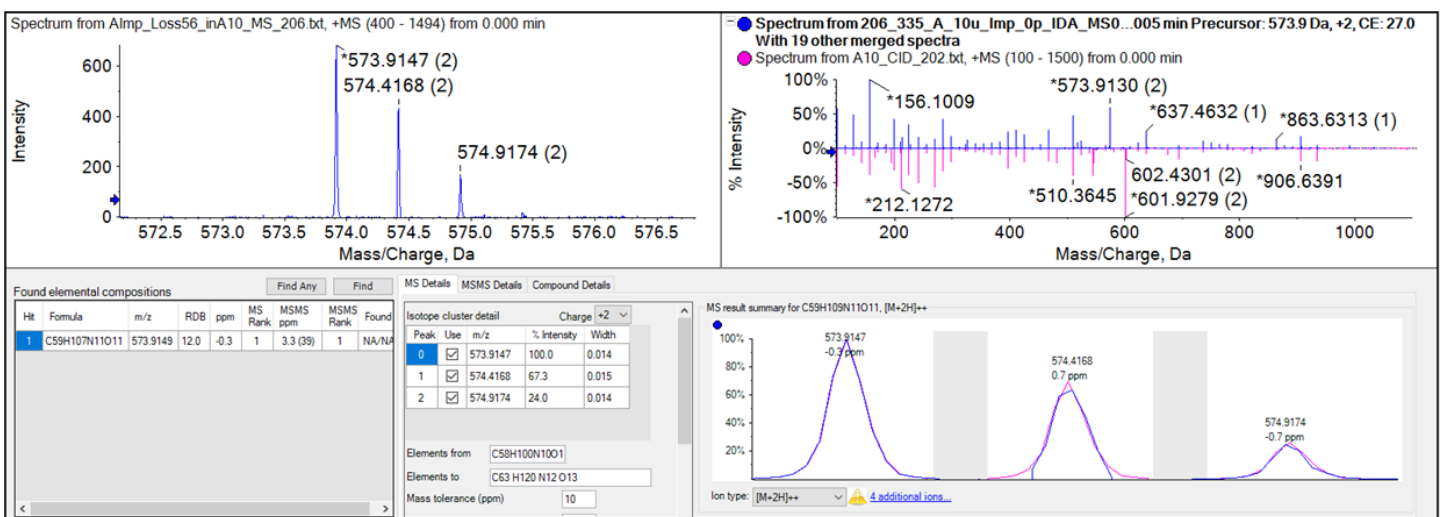 Spectrum from AImp_Loss56_inA10_MS_206.txt, +MS (400 - 1494) from 0.000 min
*573.9147 (2)
574.4168 (2)
574.9174 (2)
600
400
200
0
Intensity
572.5 573.0 573.5 574.0 574.5 575.0 575.5 576.0 576.5
Mass/Charge, Da
Spectrum from 206_335_A_10u_Imp_0p_IDA_MS0...005 min Precursor: 573.9 Da, +2, CE: 27.0
With 19 other merged spectra
Spectrum from A10_CID_202.txt, +MS (100 - 1500) from 0.000 min
100%
50%
0%
-50%
-100%
% Intensity
*156.1009
*573.9130 (2)
*637.4632 (1)
*863.6313 (1)
*212.1272
*510.3645
602.4301 (2)
*601.9279 (2)
*906.6391
200 400 600 800 1000
Mass/Charge, Da
Found elemental compositions
Find Any Find
Hit Formula m/z RDB ppm MS Rank MSMS ppm MSMS Rank Found
1 C59H107N11O11 573.9149 12.0 -0.3 1 3.3 (39) 1 NA/NA
MS Details MSMS Details Compound Details
Isotope cluster detail Charge +2
Peak Use m/z % Intensity Width
0 573.9147 100.0 0.014
1 574.4168 67.3 0.015
2 574.9174 24.0 0.014
Elements from C58H100N10O1
Elements to C63 H120 N12 O13
Mass tolerance (ppm) 10
MS result summary for C59H109N11O11, [M+2H]++
100%
80%
60%
40%
20%
573.9147
-0.3 ppm
574.4168
0.7 ppm
574.9174
-0.7 ppm
Ion type: [M+2H]++ 4 additional ions...